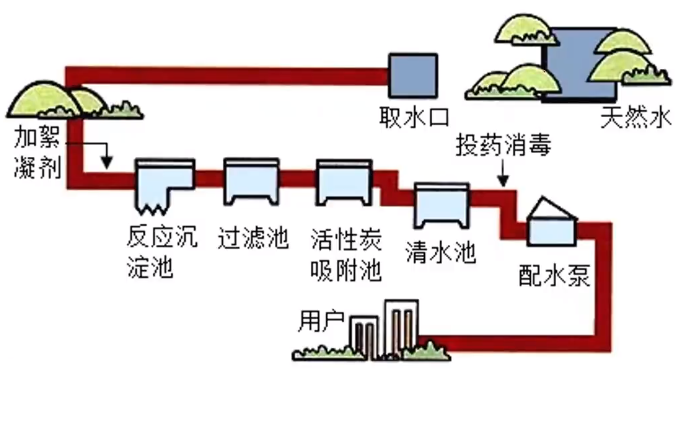 取水口
天然水
加絮
凝剂
投药消毒
反应沉
淀池
过滤池
活性炭
吸附池
清水池
配水泵
用户